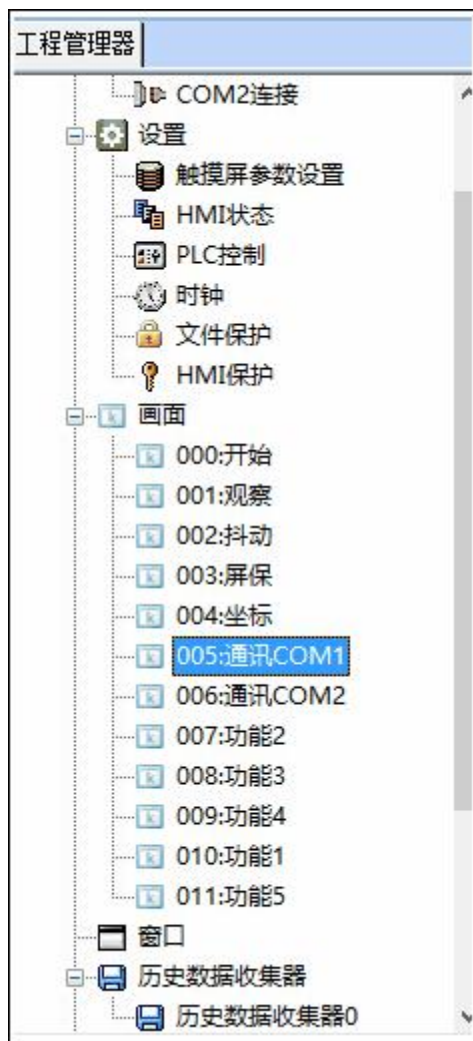 工程管理器
COM2连接
设置
触摸屏参数设置
HMI状态
PLC控制
时钟
文件保护
HMI保护
画面
000:开始
001:观察
002:抖动
003:屏保
004:坐标
005:通讯COM1
006:通讯COM2
007:功能2
008:功能3
009:功能4
010:功能1
011:功能5
窗口
历史数据收集器
历史数据收集器0